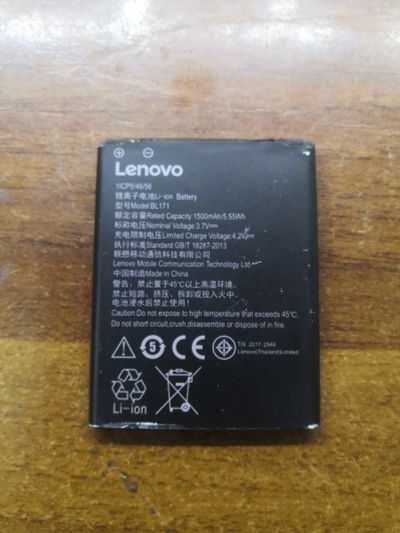 Lenovo
1ICP5/46/56
锂离子电池Li-ion Battery
型号Model BL171
额定容量Rated Capacity:1500mAh/5.55Wh
标称电压Nominal Voltage:3.7V
充电限制电压Limited Charge Voltage:4.2V
执行标准Standard:GB/T 18287-2013
联想移动通信科技有限公司
Lenovo Mobile Communication Technology Ltd
中国制造Made in China
警告：禁止置于45℃以上高温环境，
禁止短路、挤压、拆卸或投入火中，
电池浸水后禁止使用！
Caution:Do not expose to high temperature that exceeds 45℃.
Do not short circuit,crush,disassemble or dispose of in fire.
5 CE
TIS 2217-2548
Lenovo(Thailand)Limited
Li-ion